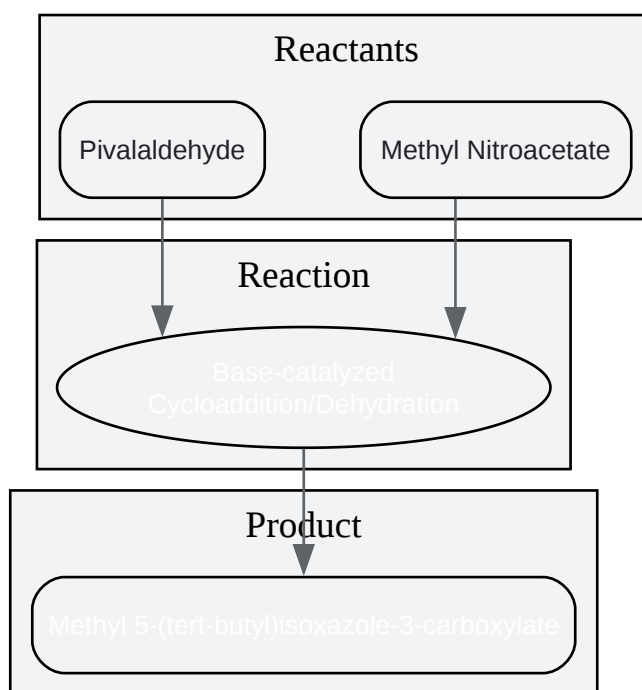 Reactants
Pivalaldehyde
Methyl Nitroacetate
Reaction
Base-catalyzed
Cycloaddition/Dehydration
Product
Methyl 5-(tert-butyl)isoxazole-3-carboxylate